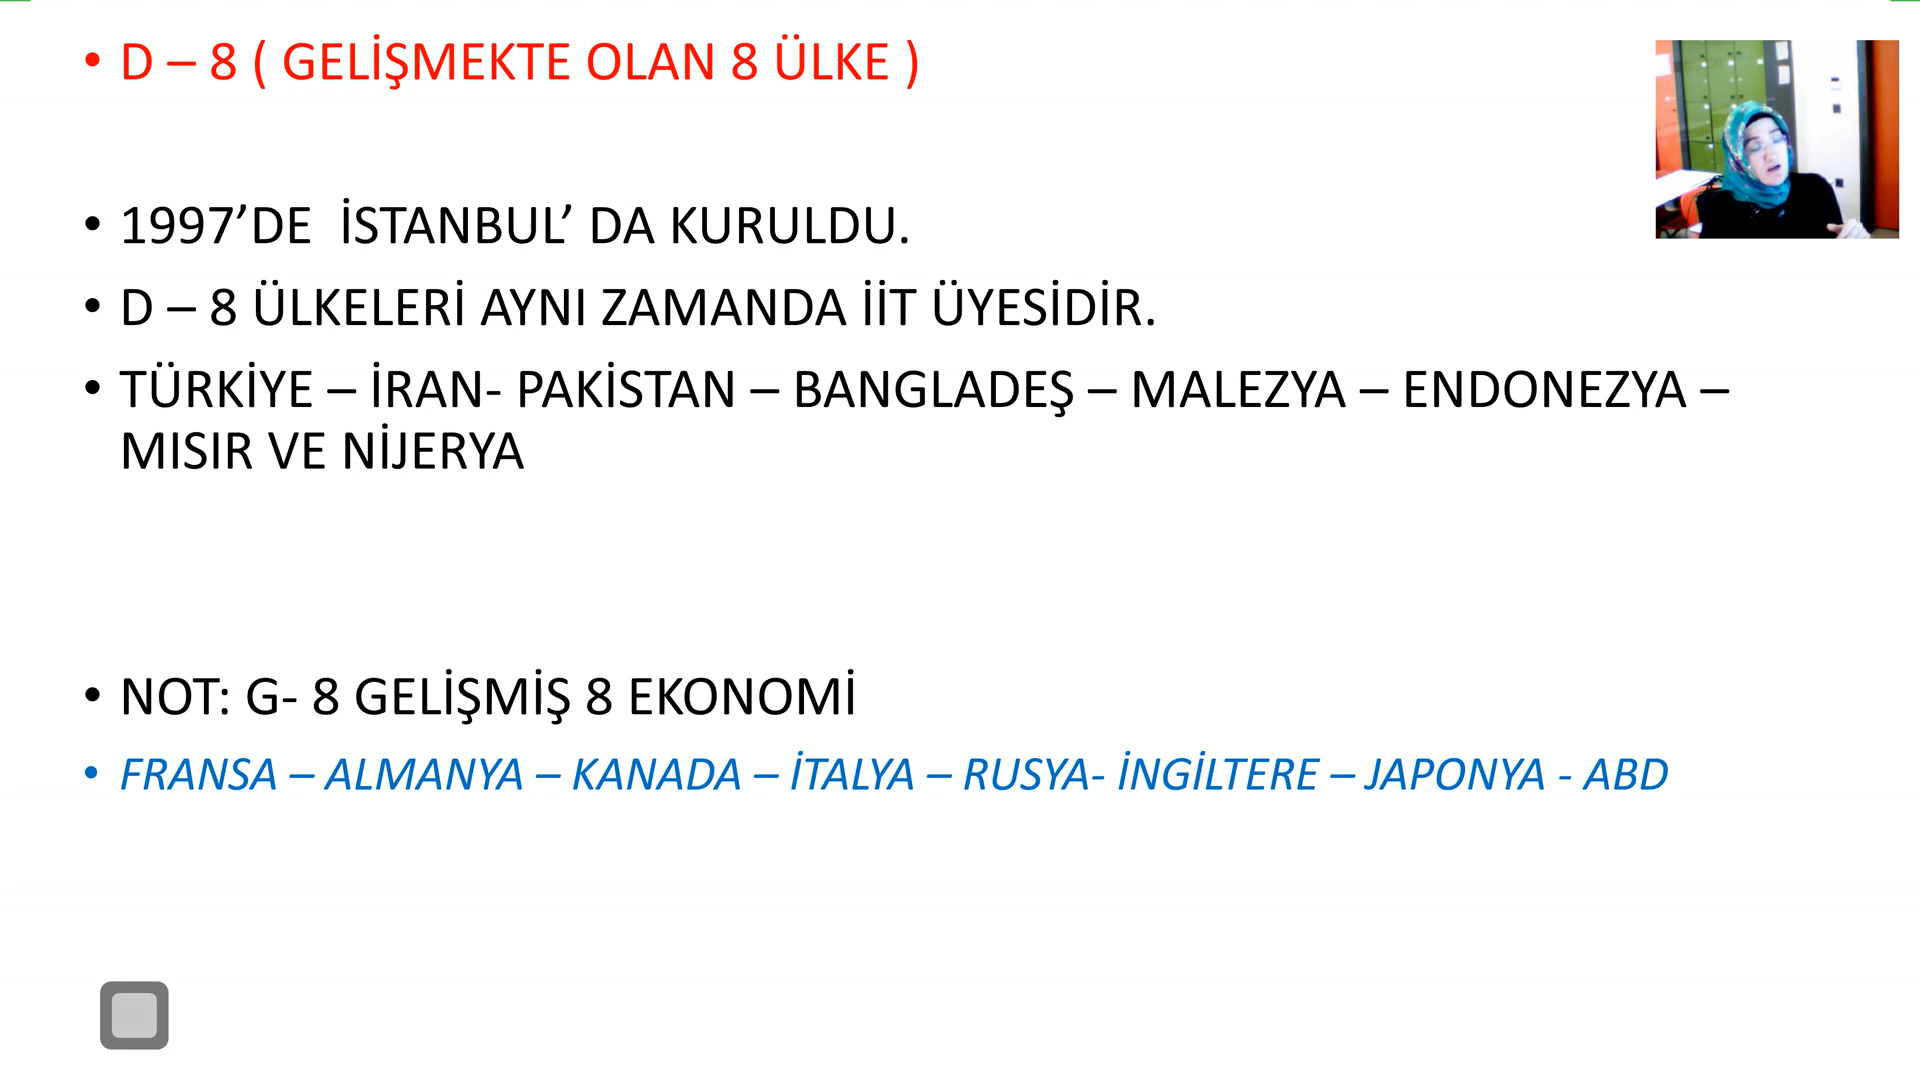 • D – 8 ( GELİŞMEKTE OLAN 8 ÜLKE )
• 1997’DE  İSTANBUL’ DA KURULDU.
• D – 8 ÜLKELERİ AYNI ZAMANDA İİT ÜYESİDİR.
• TÜRKİYE – İRAN- PAKİSTAN – BANGLADEŞ – MALEZYA – ENDONEZYA –
MISIR VE NİJERYA
• NOT: G- 8 GELİŞMİŞ 8 EKONOMİ
• FRANSA – ALMANYA – KANADA – İTALYA – RUSYA- İNGİLTERE – JAPONYA - ABD